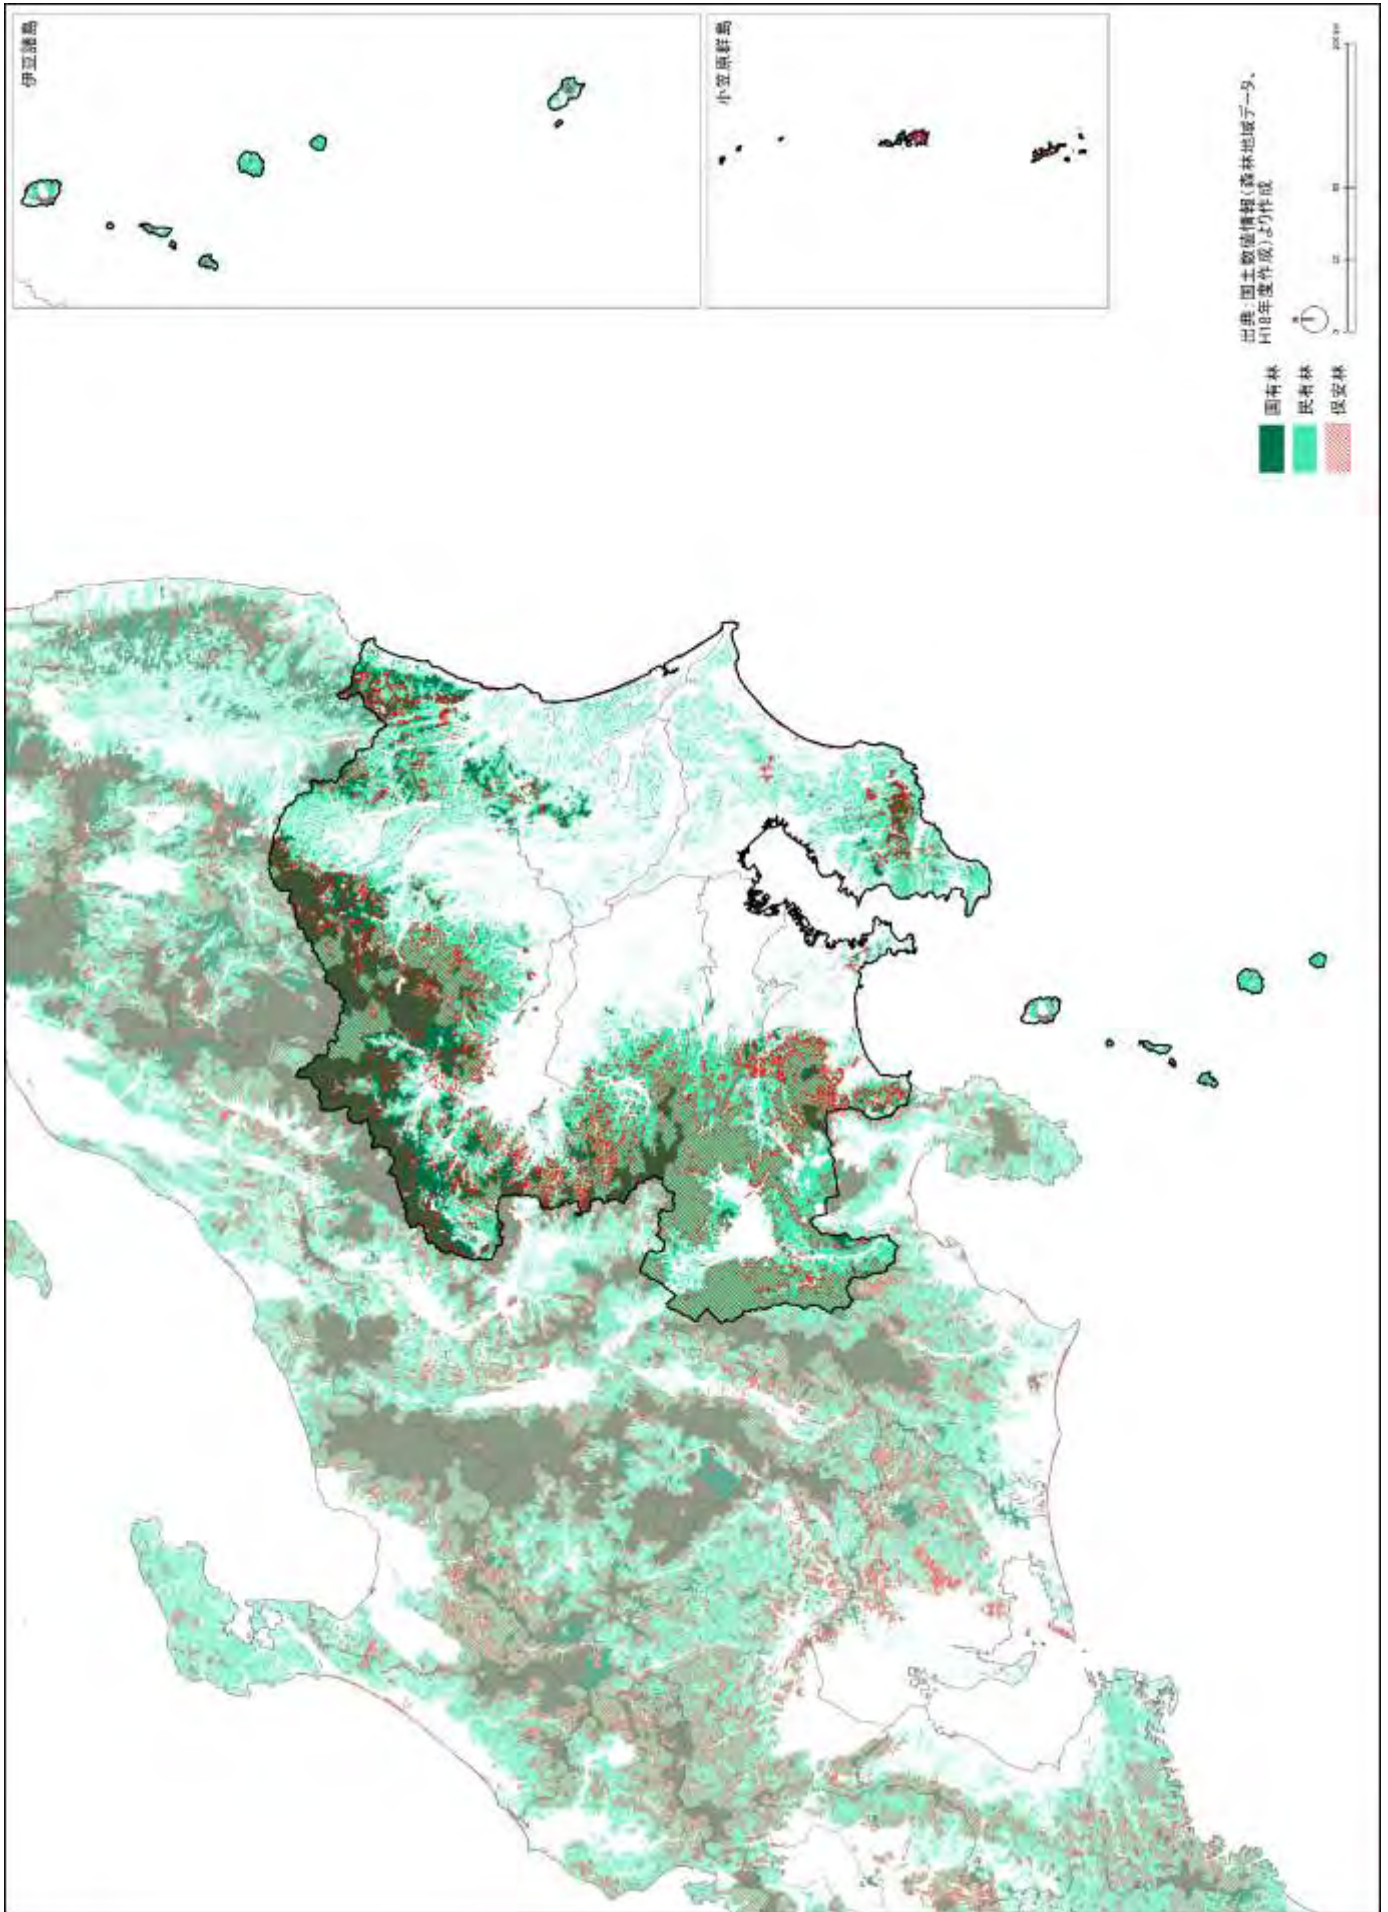 伊豆諸島
小笠原群島
出典：国土数値情報（森林地域データ、
H18年度作成）より作成
国有林
民有林
保安林
0